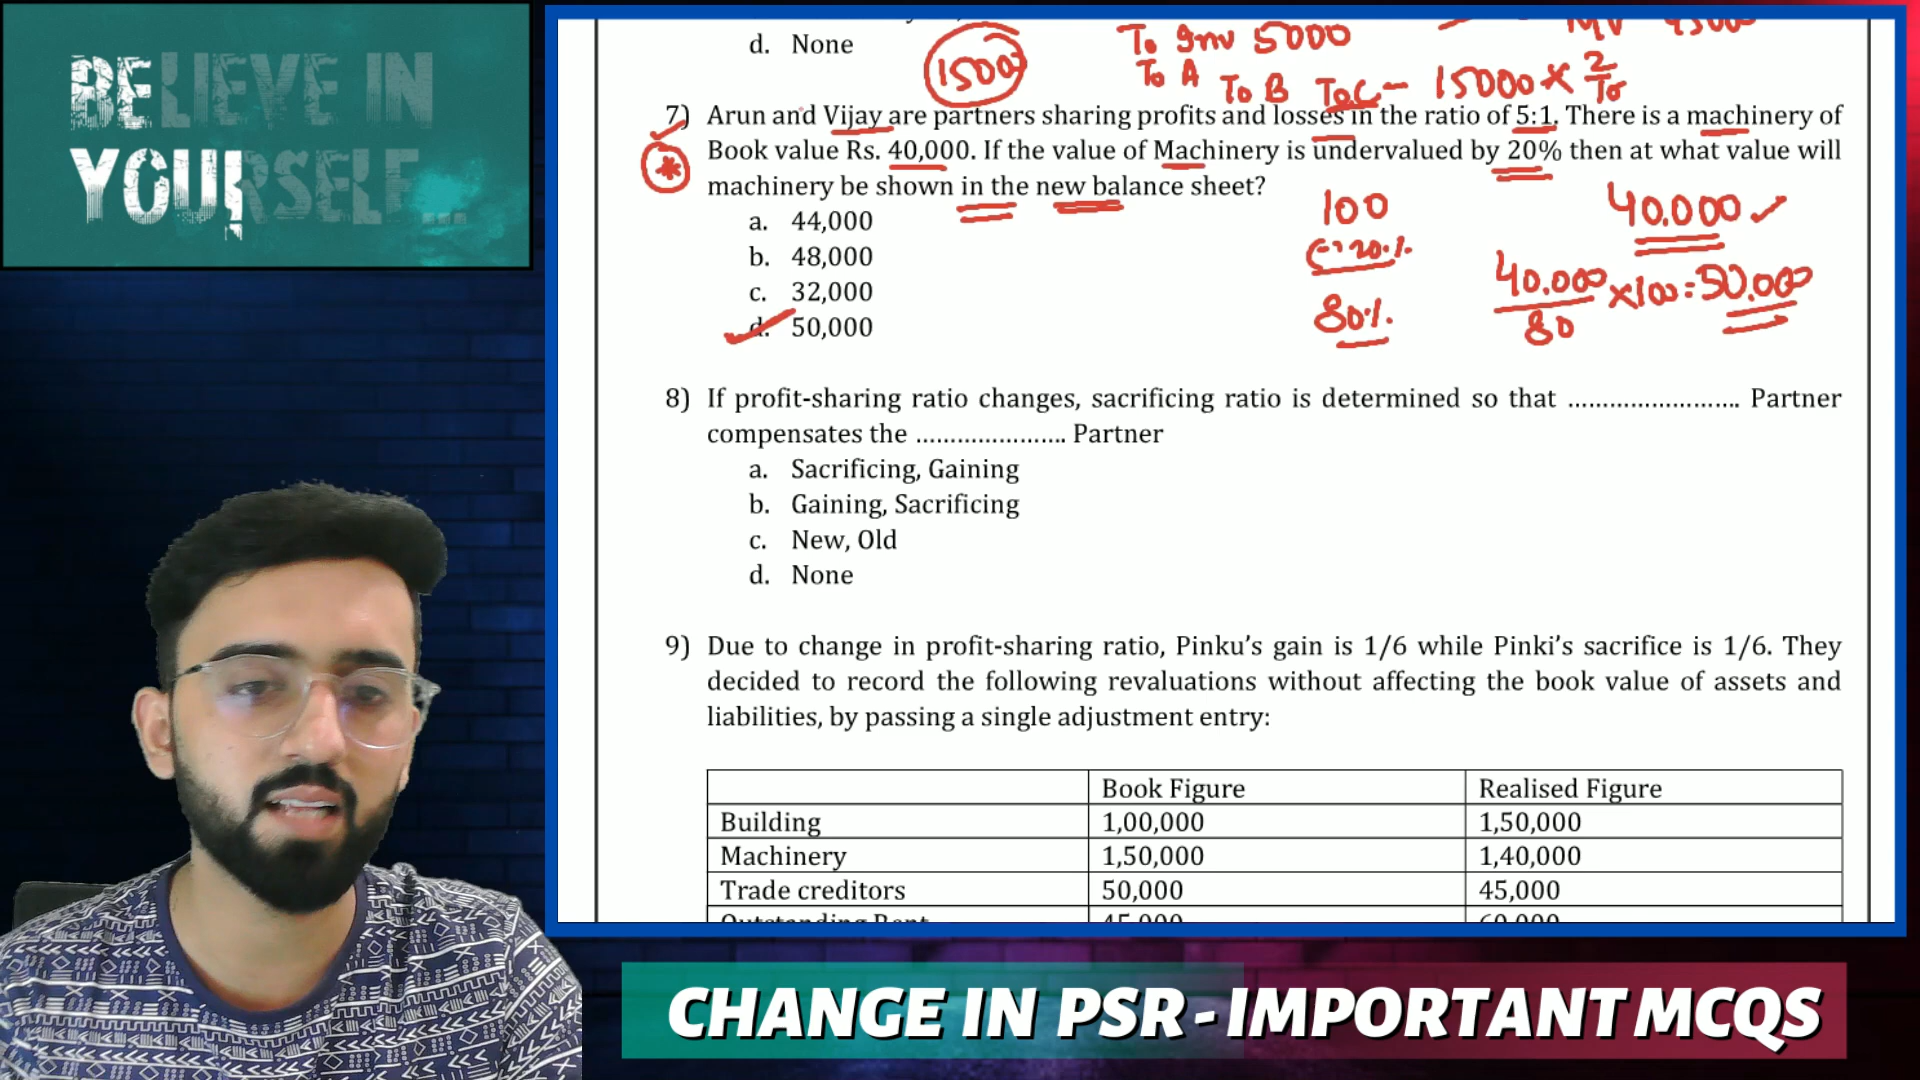 BELIEVE IN
YOURSELF...
d. None
15000
To Inv 5000
To A To B To C - 15000 × 2/10
7) Arun and Vijay are partners sharing profits and losses in the ratio of 5:1. There is a machinery of
Book value Rs. 40,000. If the value of Machinery is undervalued by 20% then at what value will
machinery be shown in the new balance sheet?
a. 44,000
b. 48,000
c. 32,000
d. 50,000
100
(-) 20%
80%
40.000
40.000/80 ×100=50.000
8) If profit-sharing ratio changes, sacrificing ratio is determined so that ......................... Partner
compensates the ...................... Partner
a. Sacrificing, Gaining
b. Gaining, Sacrificing
c. New, Old
d. None
9) Due to change in profit-sharing ratio, Pinku’s gain is 1/6 while Pinki’s sacrifice is 1/6. They
decided to record the following revaluations without affecting the book value of assets and
liabilities, by passing a single adjustment entry:
Book Figure Realised Figure
Building 1,00,000 1,50,000
Machinery 1,50,000 1,40,000
Trade creditors 50,000 45,000
Outstanding Rent 45,000 60,000
CHANGE IN PSR - IMPORTANT MCQS